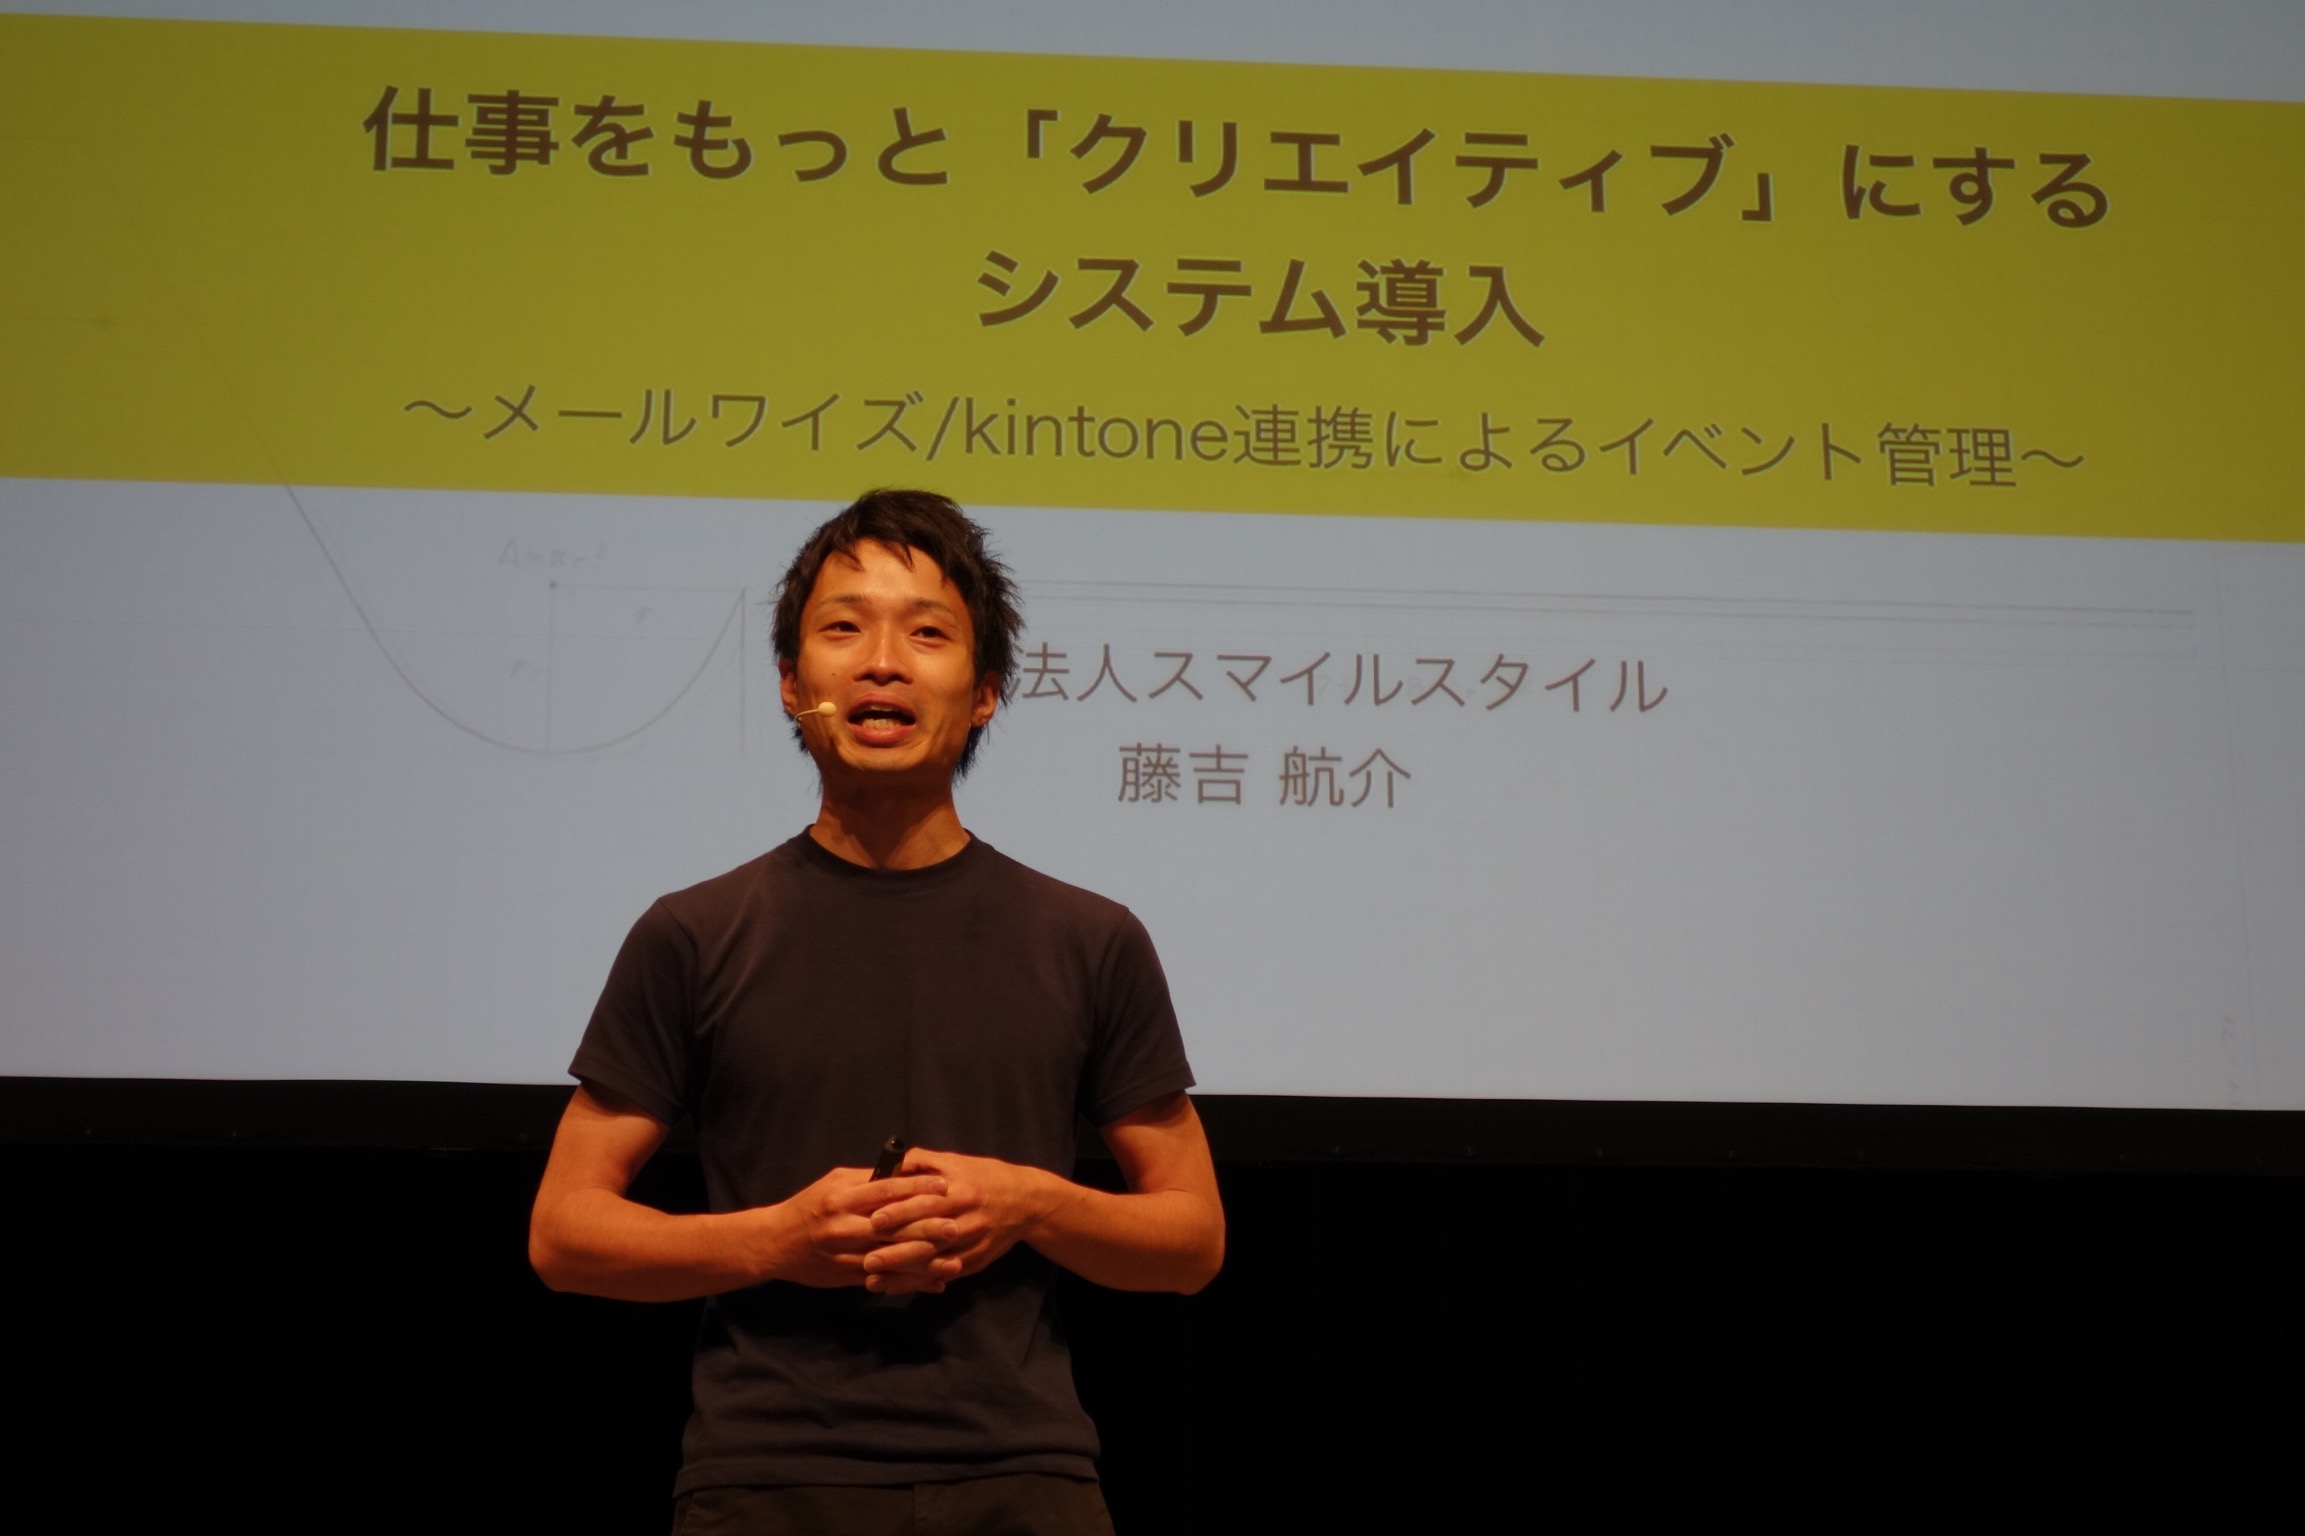 仕事をもっと「クリエイティブ」にする
システム導入
〜メールワイズ/kintone連携によるイベント管理〜
法人スマイルスタイル
藤吉 航介